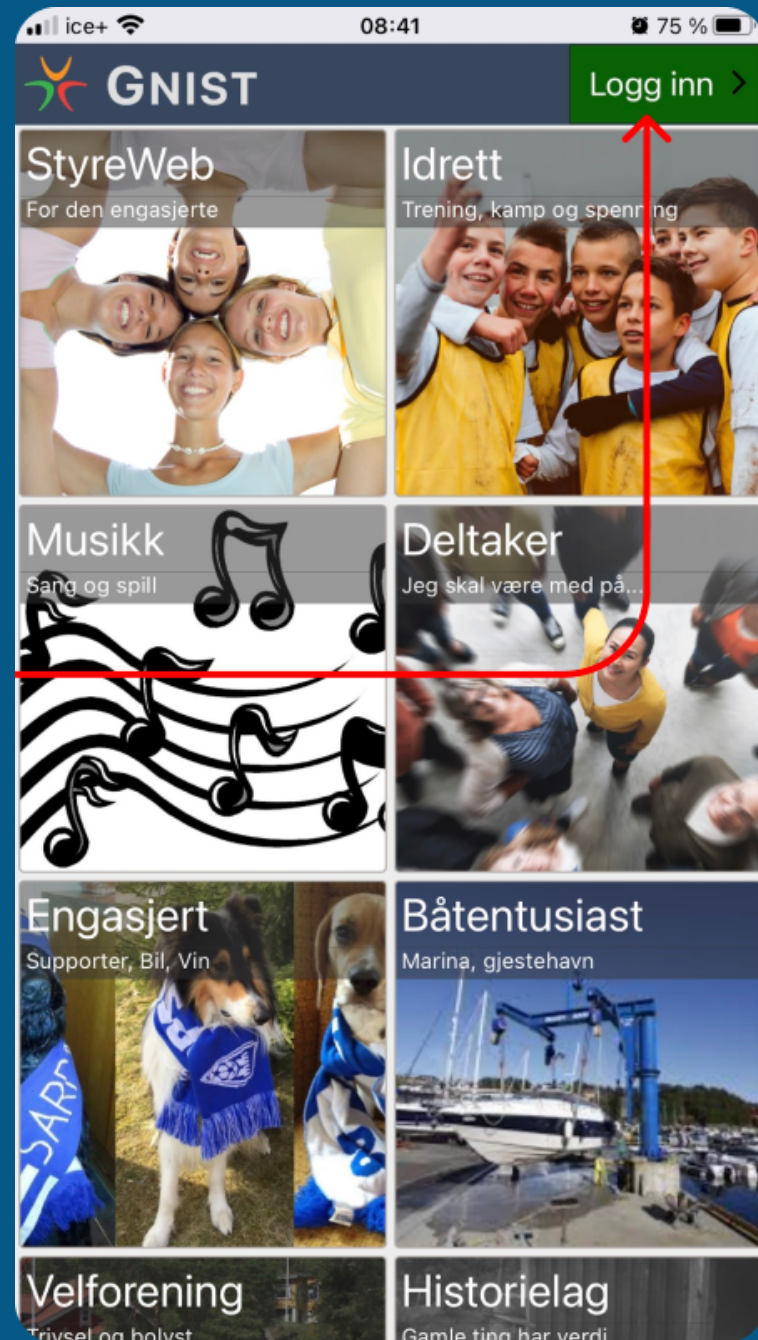 ice+ 08:41 75 %
GNIST
Logg inn
StyreWeb
For den engasjerte
Idrett
Trening, kamp og spenning
Musikk
Sang og spill
Deltaker
Jeg skal være med på...
Engasjert
Supporter, Bil, Vin
SARP
Båtentusiast
Marina, gjestehavn
Velforening
Trivsel og bolyst
Historielag
Gamle ting har verdi